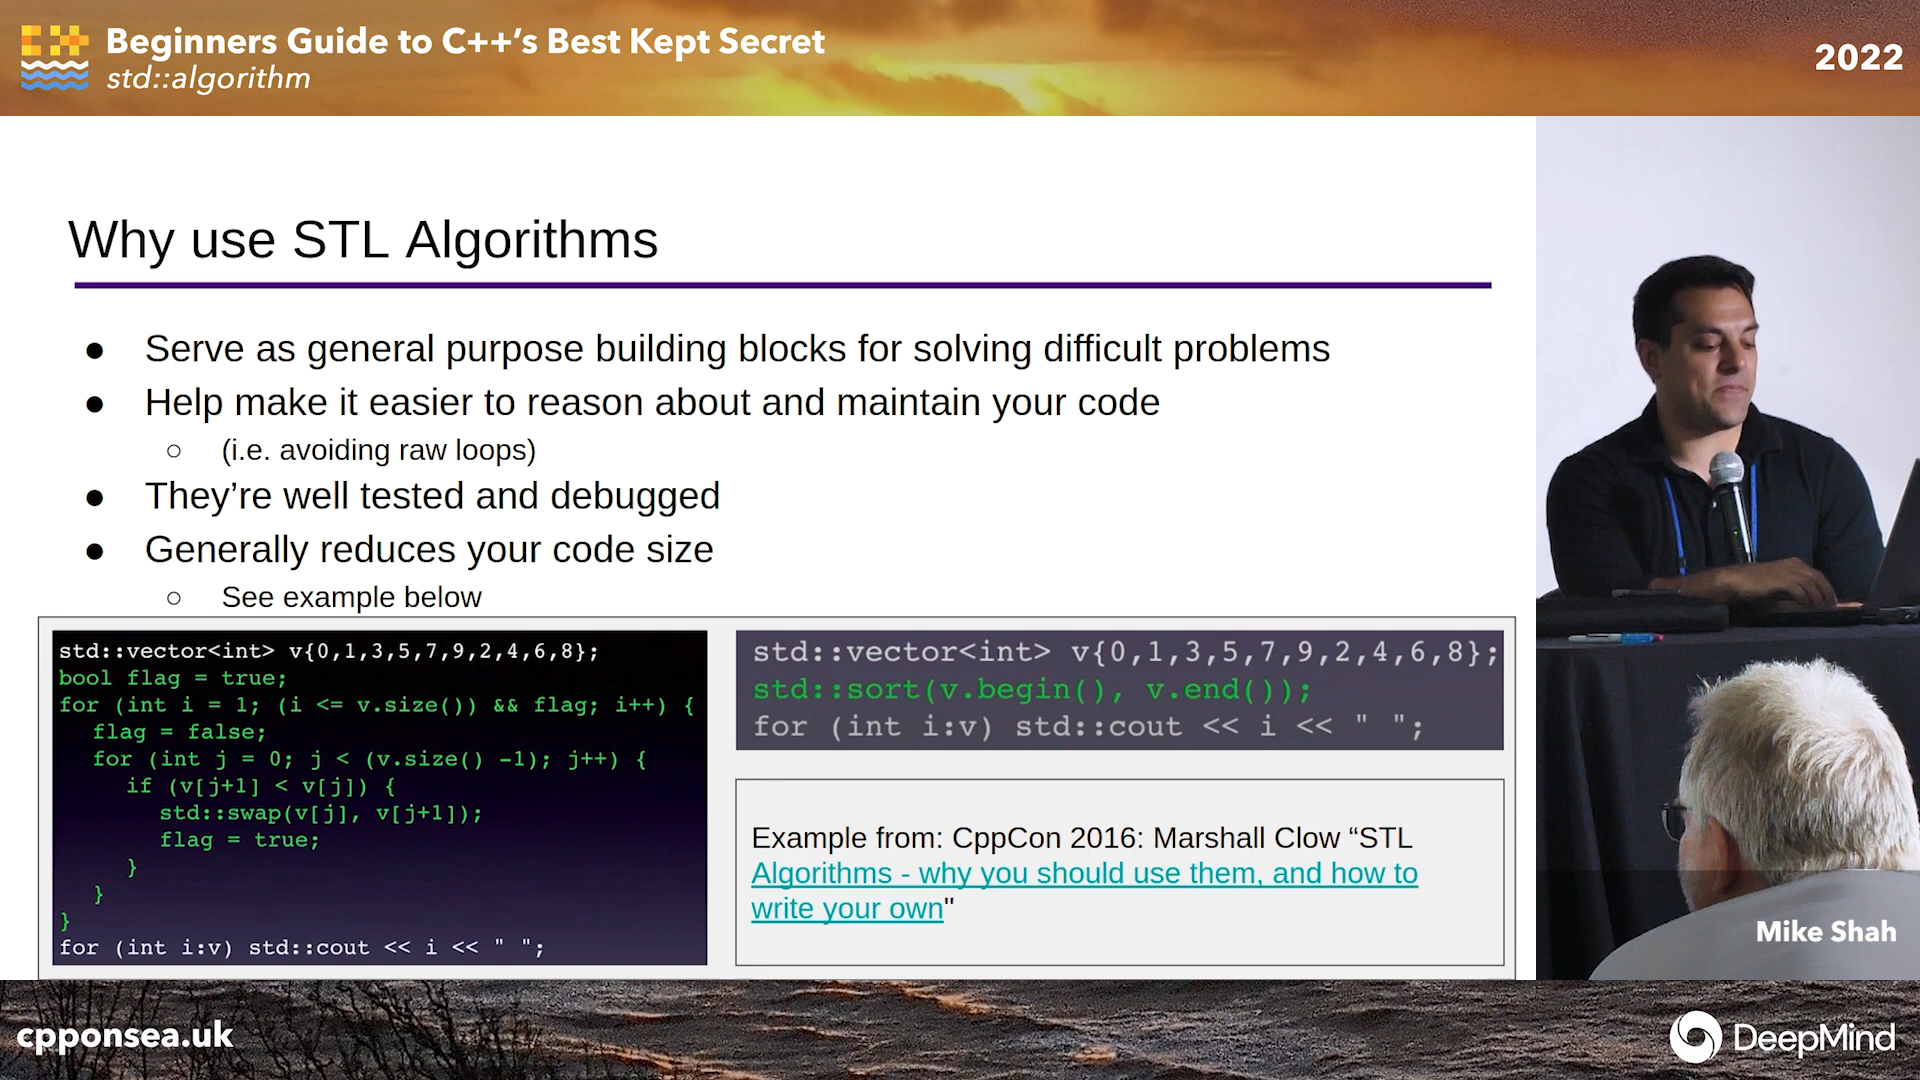 Beginners Guide to C++’s Best Kept Secret
std::algorithm
2022
Why use STL Algorithms
● Serve as general purpose building blocks for solving difficult problems
● Help make it easier to reason about and maintain your code
○ (i.e. avoiding raw loops)
● They’re well tested and debugged
● Generally reduces your code size
○ See example below
std::vector<int> v{0,1,3,5,7,9,2,4,6,8};
bool flag = true;
for (int i = 1; (i <= v.size()) && flag; i++) {
flag = false;
for (int j = 0; j < (v.size() -1); j++) {
if (v[j+1] < v[j]) {
std::swap(v[j], v[j+1]);
flag = true;
}
}
}
for (int i:v) std::cout << i << " ";
std::vector<int> v{0,1,3,5,7,9,2,4,6,8};
std::sort(v.begin(), v.end());
for (int i:v) std::cout << i << " ";
Example from: CppCon 2016: Marshall Clow “STL
Algorithms - why you should use them, and how to
write your own"
Mike Shah
cpponsea.uk
DeepMind